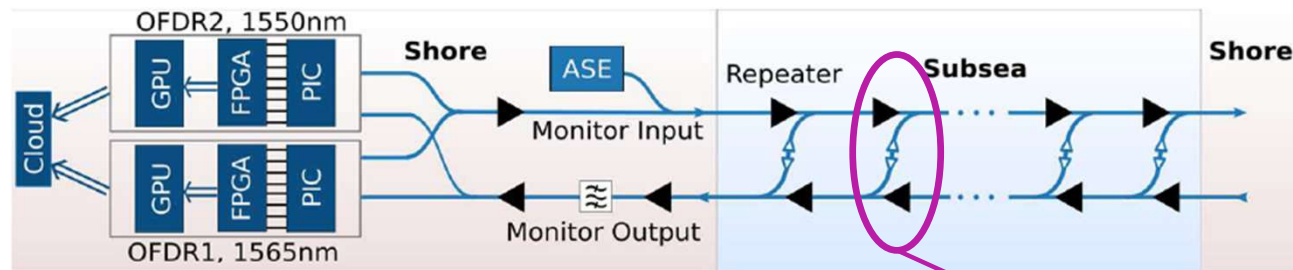 OFDR2, 1550nm
GPU
FPGA
PIC
Cloud
GPU
FPGA
PIC
OFDR1, 1565nm
Shore
ASE
Monitor Input
Monitor Output
Repeater
Subsea
Shore